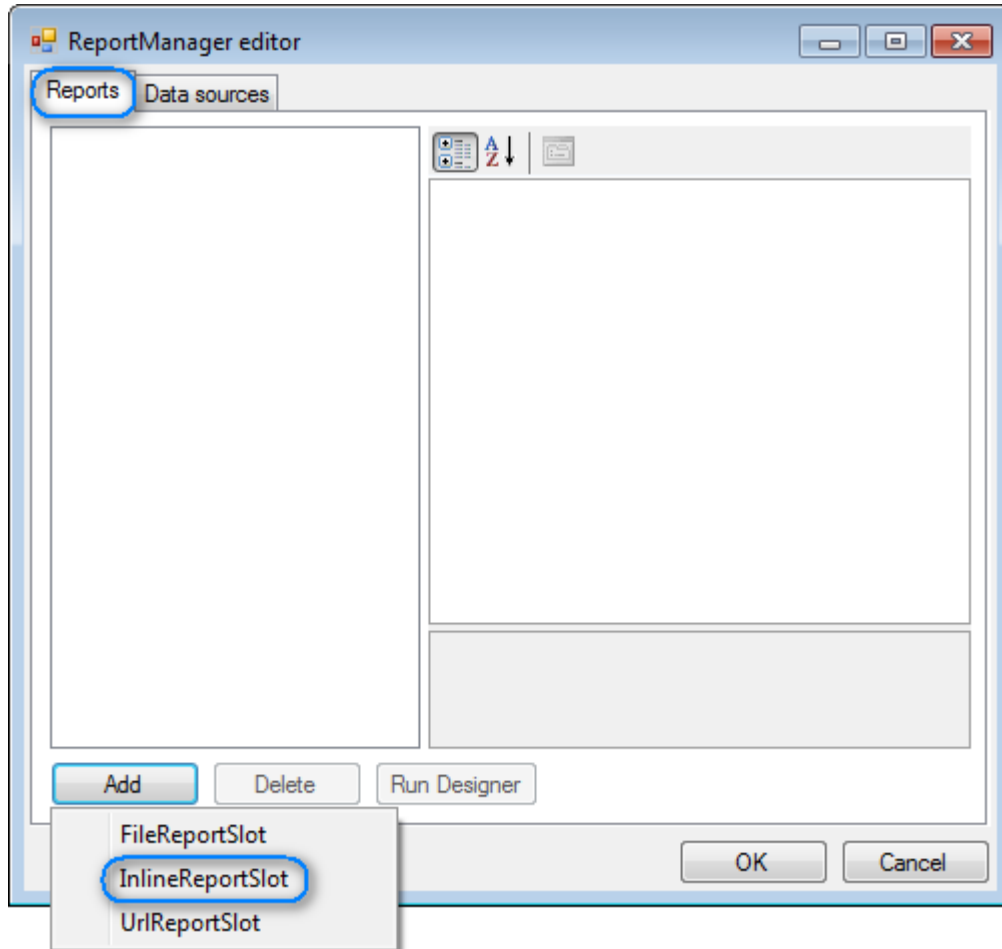 ReportManager editor
Reports Data sources
A
Z
Add Delete Run Designer
FileReportSlot
InlineReportSlot
UrlReportSlot
OK Cancel